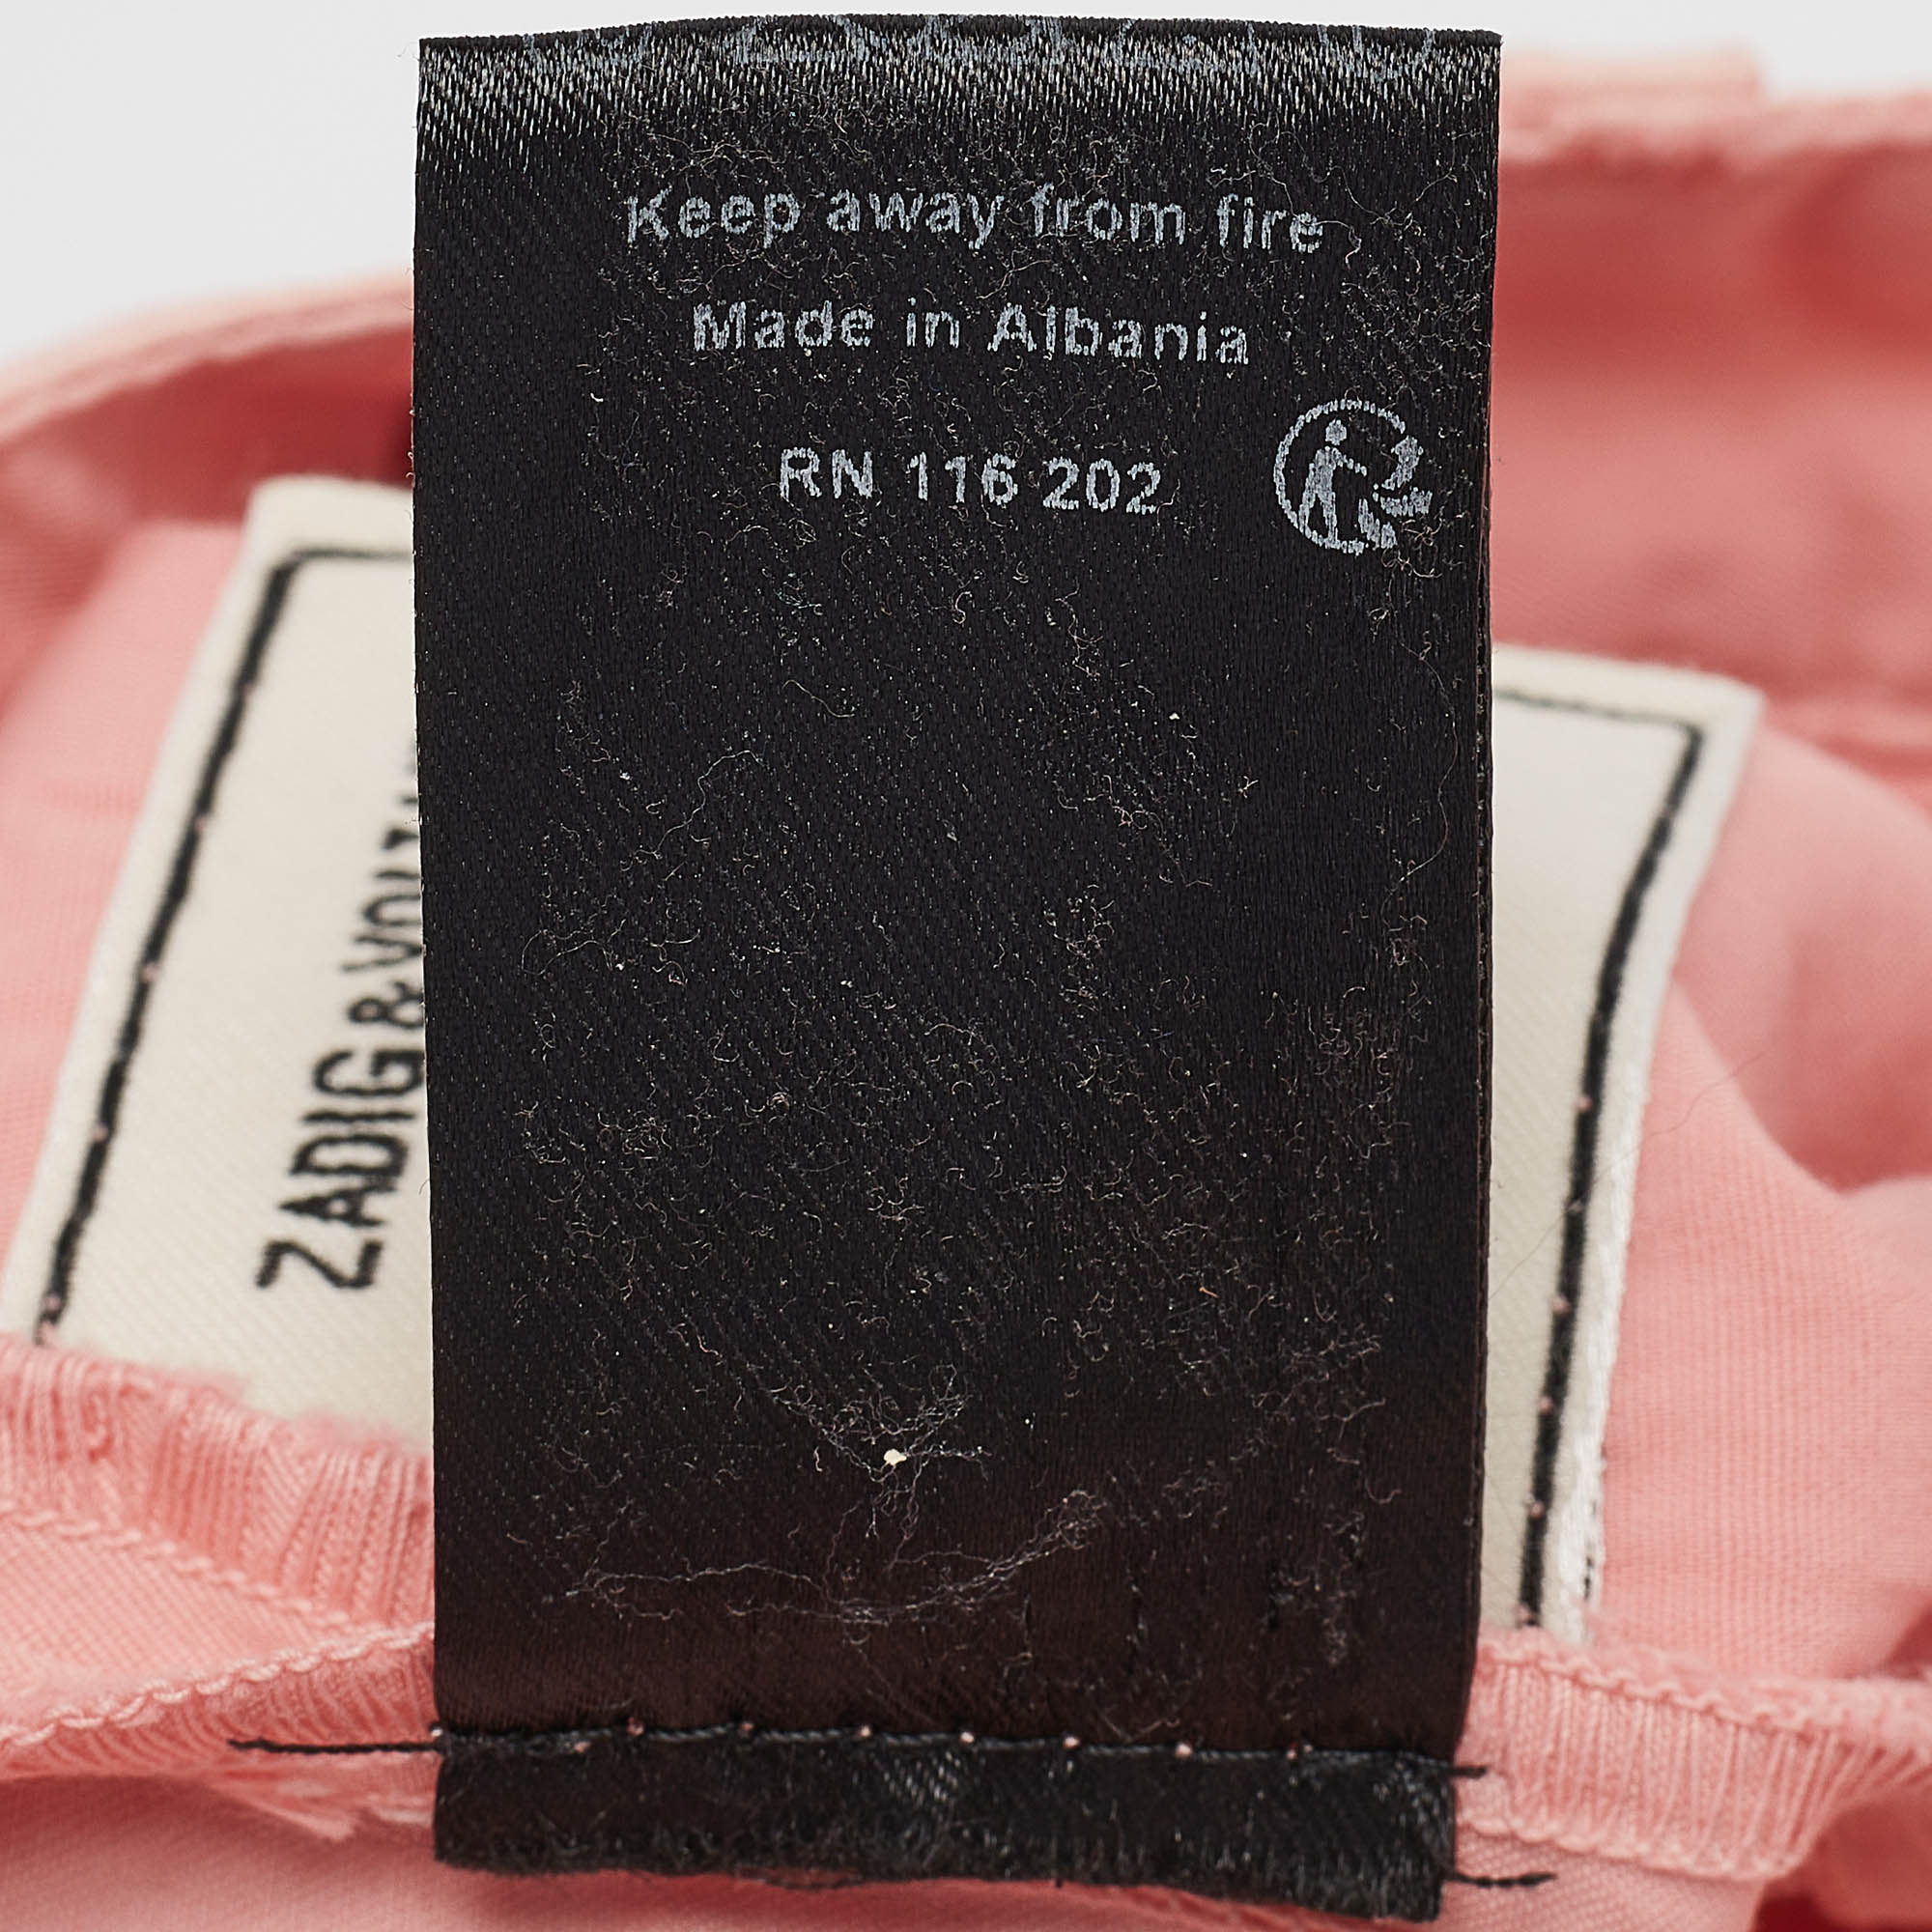 Keep away from fire
Made in Albania
RN 116 202
ZADIG &